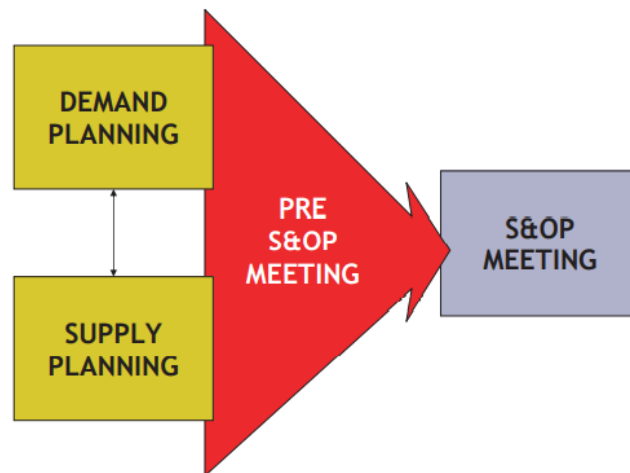 DEMAND
PLANNING
PRE
S&OP
MEETING
S&OP
MEETING
SUPPLY
PLANNING